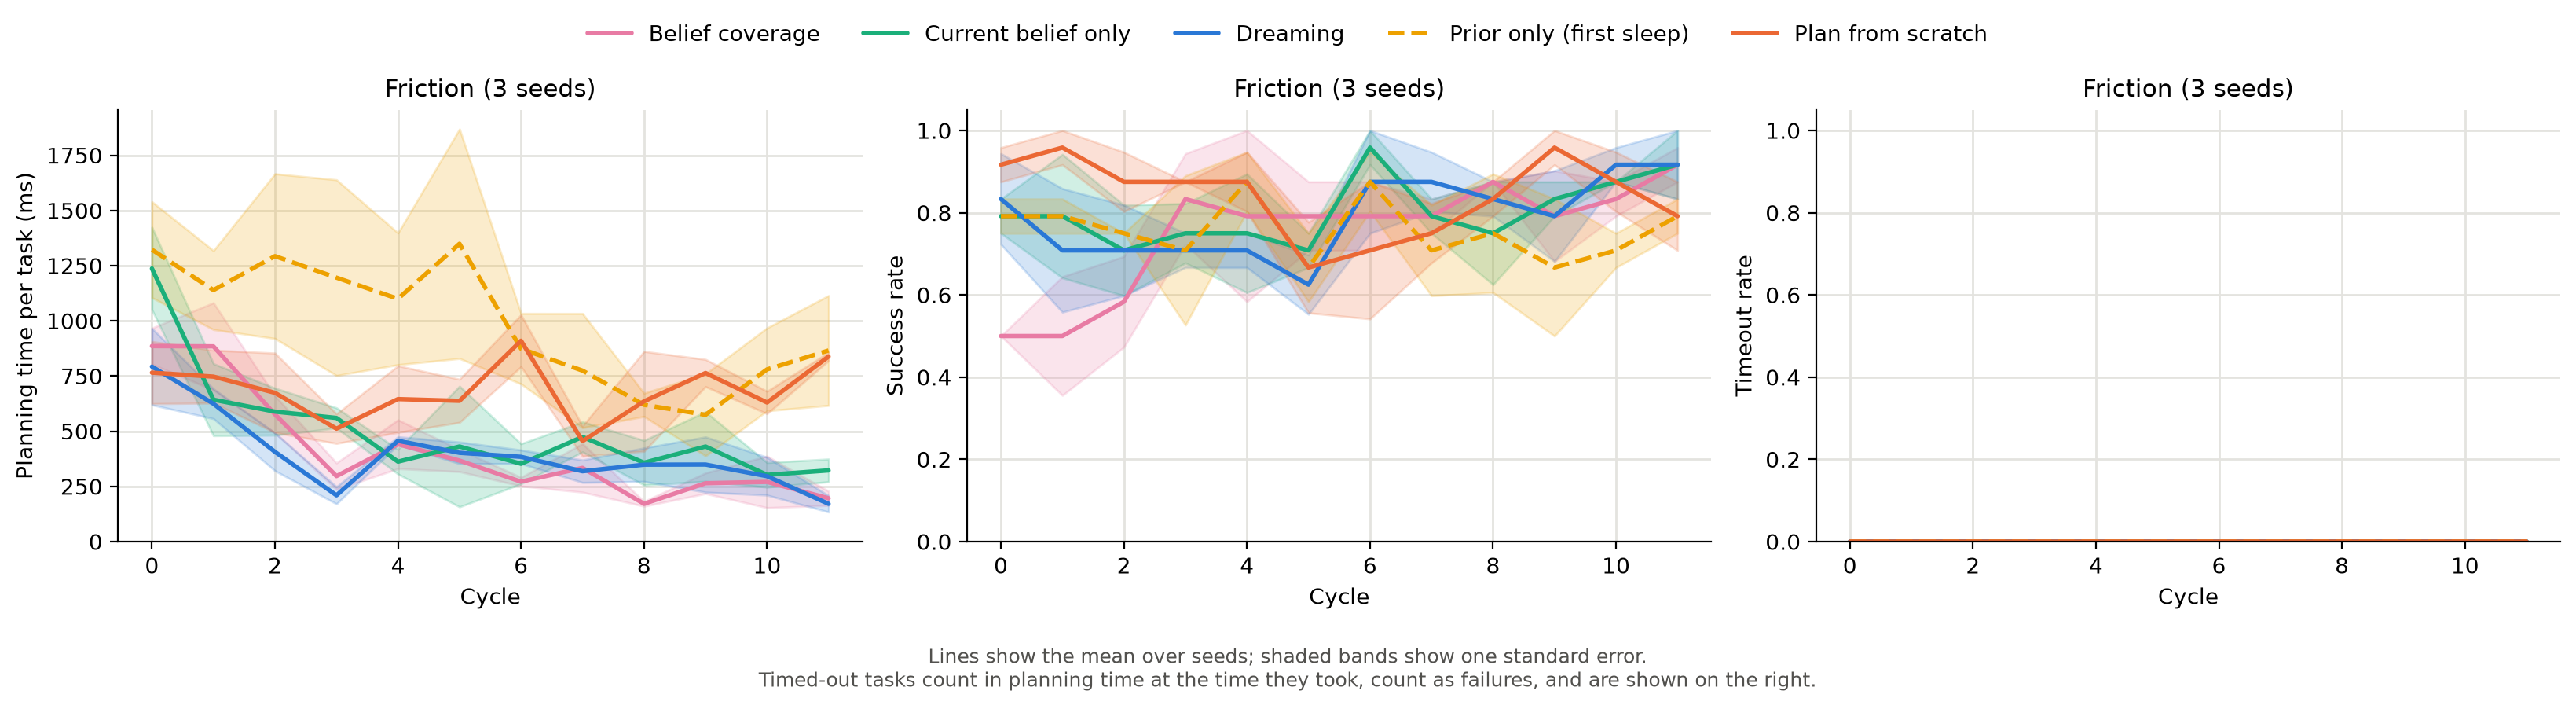 Belief coverage
Current belief only
Dreaming
Prior only (first sleep)
Plan from scratch
Friction (3 seeds)
Planning time per task (ms)
1750
1500
1250
1000
750
500
250
0
0 2 4 6 8 10
Cycle
Friction (3 seeds)
Success rate
1.0
0.8
0.6
0.4
0.2
0.0
0 2 4 6 8 10
Cycle
Friction (3 seeds)
Timeout rate
1.0
0.8
0.6
0.4
0.2
0.0
0 2 4 6 8 10
Cycle
Lines show the mean over seeds; shaded bands show one standard error.
Timed-out tasks count in planning time at the time they took, count as failures, and are shown on the right.